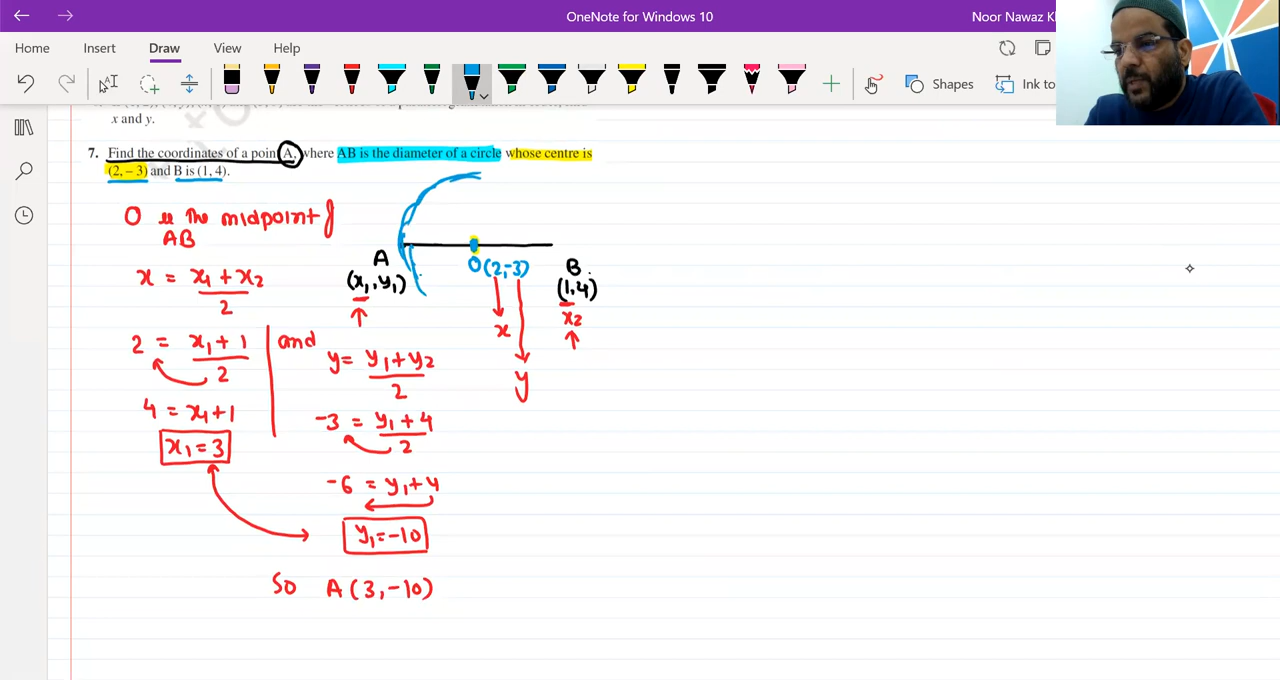 OneNote for Windows 10
Noor Nawaz
Home Insert Draw View Help
Shapes Ink to
x and y.
7. Find the coordinates of a point A, where AB is the diameter of a circle whose centre is
(2, – 3) and B is (1, 4).
O is the midpoint of
AB
A
(x₁, y₁)
O(2,-3)
B
(1,4)
x₂
x
y
x = x₁ + x₂ / 2
2 = x₁ + 1 / 2
4 = x₁ + 1
x₁ = 3
and
y = y₁ + y₂ / 2
-3 = y₁ + 4 / 2
-6 = y₁ + 4
y₁ = -10
So A (3, -10)